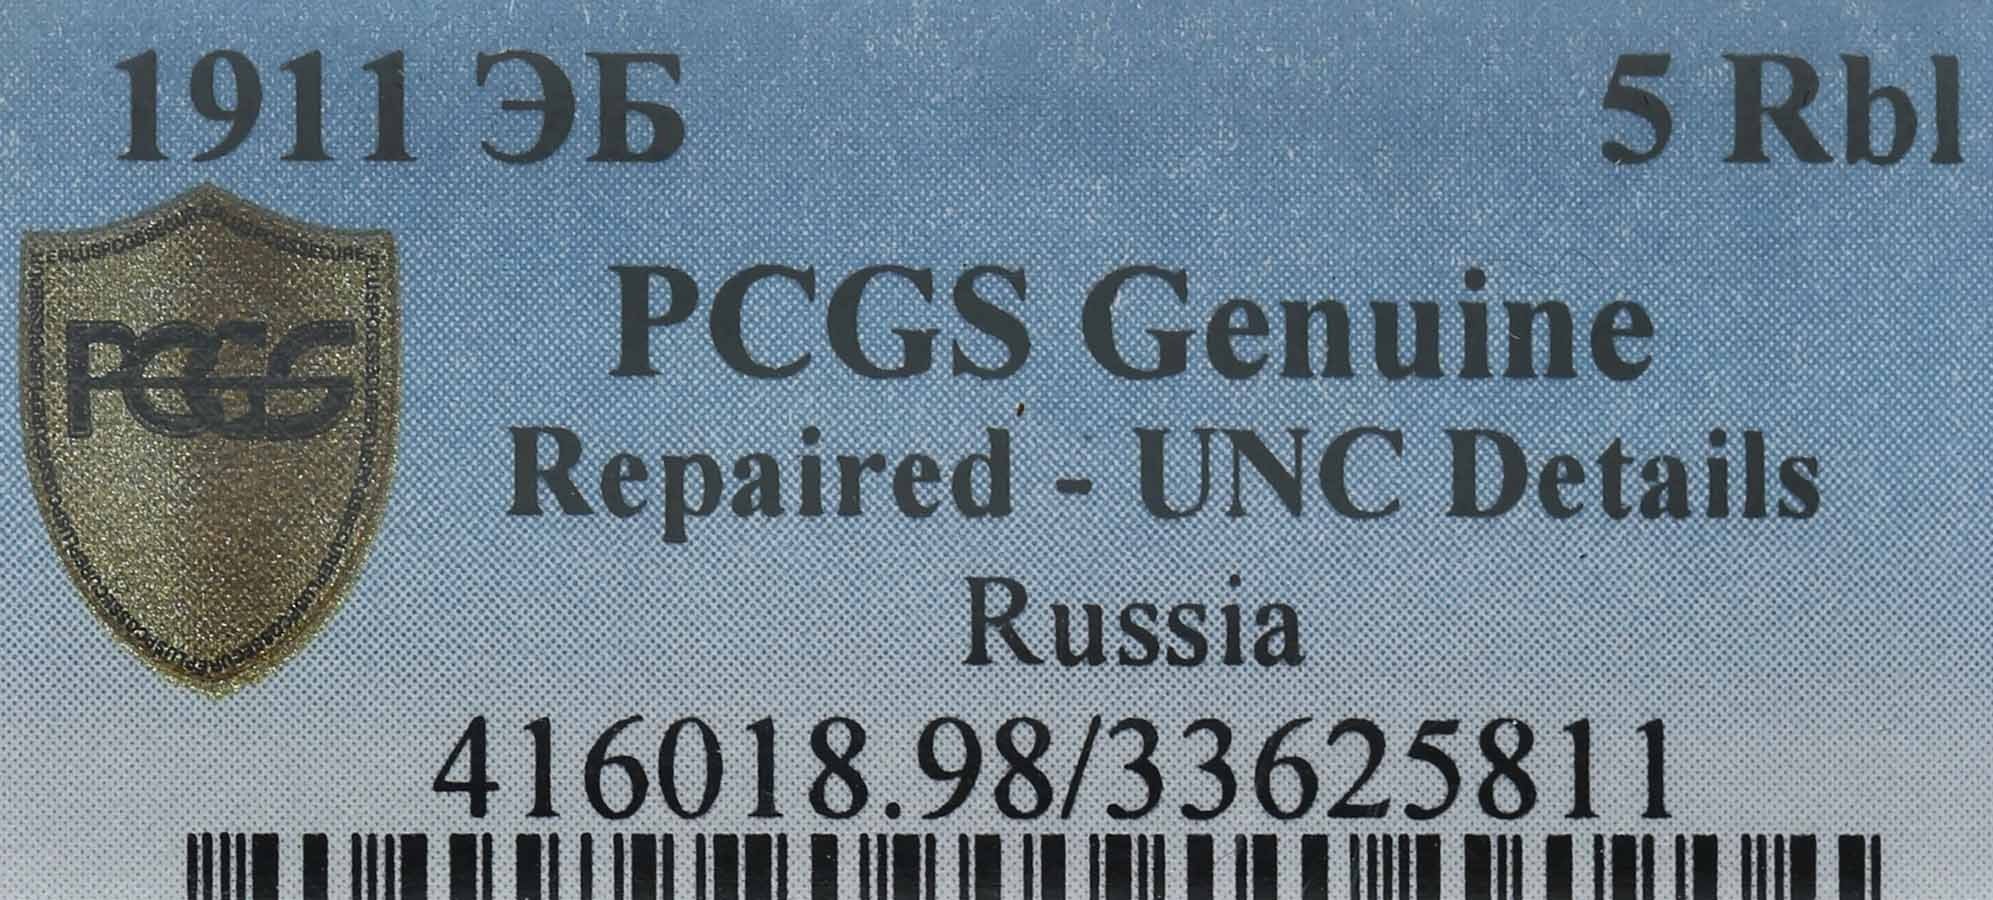 1911 ЭБ 5 Rbl
PCGS
PCGS Genuine
Repaired - UNC Details
Russia
416018.98/33625811